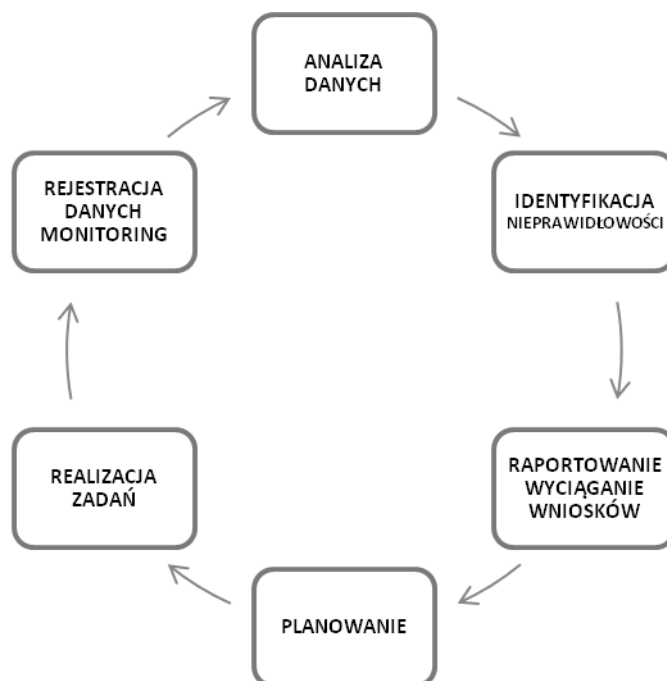 ANALIZA
DANYCH
IDENTYFIKACJA
NIEPRAWIDŁOWOŚCI
RAPORTOWANIE
WYCIĄGANIE
WNIOSKÓW
PLANOWANIE
REALIZACJA
ZADAŃ
REJESTRACJA
DANYCH
MONITORING